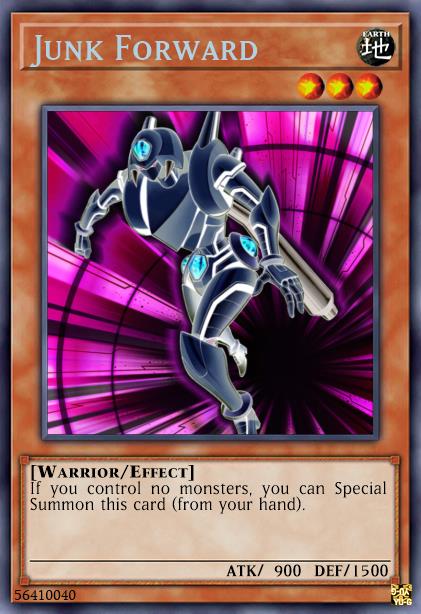 JUNK FORWARD
EARTH
地
[WARRIOR/EFFECT]
If you control no monsters, you can Special
Summon this card (from your hand).
ATK/ 900 DEF/1500
56410040